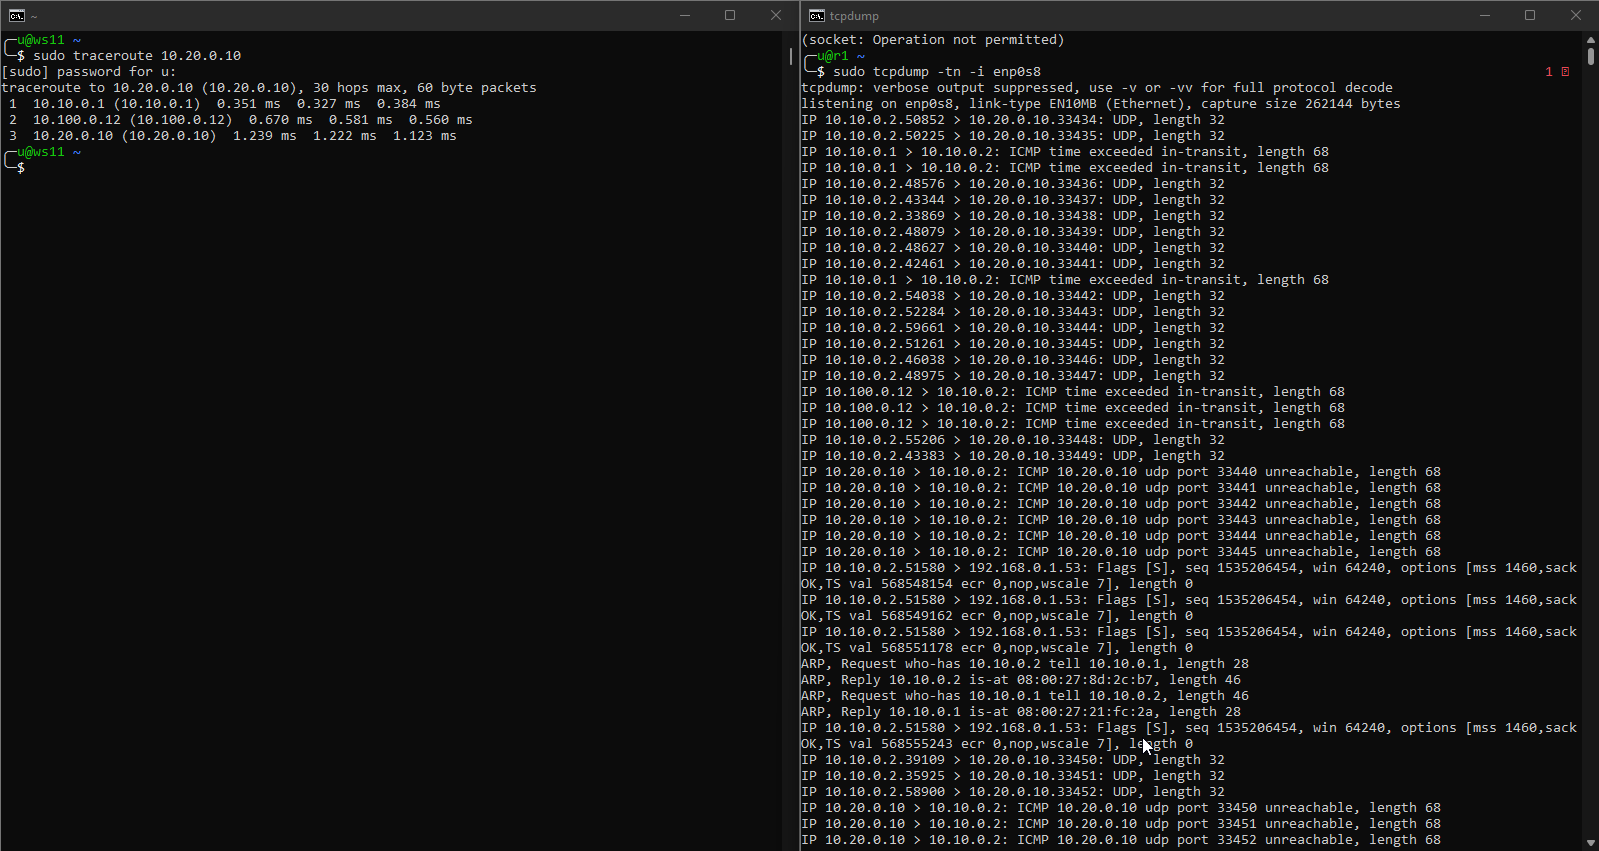 ~
╭─u@ws11 ~
╰─$ sudo traceroute 10.20.0.10
[sudo] password for u:
traceroute to 10.20.0.10 (10.20.0.10), 30 hops max, 60 byte packets
 1  10.10.0.1 (10.10.0.1)  0.351 ms  0.327 ms  0.384 ms
 2  10.100.0.12 (10.100.0.12)  0.670 ms  0.581 ms  0.560 ms
 3  10.20.0.10 (10.20.0.10)  1.239 ms  1.222 ms  1.123 ms
╭─u@ws11 ~
╰─$
tcpdump
(socket: Operation not permitted)
╭─u@r1 ~
╰─$ sudo tcpdump -tn -i enp0s8 1
tcpdump: verbose output suppressed, use -v or -vv for full protocol decode
listening on enp0s8, link-type EN10MB (Ethernet), capture size 262144 bytes
IP 10.10.0.2.50852 > 10.20.0.10.33434: UDP, length 32
IP 10.10.0.2.50225 > 10.20.0.10.33435: UDP, length 32
IP 10.10.0.1 > 10.10.0.2: ICMP time exceeded in-transit, length 68
IP 10.10.0.1 > 10.10.0.2: ICMP time exceeded in-transit, length 68
IP 10.10.0.2.48576 > 10.20.0.10.33436: UDP, length 32
IP 10.10.0.2.43344 > 10.20.0.10.33437: UDP, length 32
IP 10.10.0.2.33869 > 10.20.0.10.33438: UDP, length 32
IP 10.10.0.2.48079 > 10.20.0.10.33439: UDP, length 32
IP 10.10.0.2.48627 > 10.20.0.10.33440: UDP, length 32
IP 10.10.0.2.42461 > 10.20.0.10.33441: UDP, length 32
IP 10.10.0.1 > 10.10.0.2: ICMP time exceeded in-transit, length 68
IP 10.10.0.2.54038 > 10.20.0.10.33442: UDP, length 32
IP 10.10.0.2.52284 > 10.20.0.10.33443: UDP, length 32
IP 10.10.0.2.59661 > 10.20.0.10.33444: UDP, length 32
IP 10.10.0.2.51261 > 10.20.0.10.33445: UDP, length 32
IP 10.10.0.2.46038 > 10.20.0.10.33446: UDP, length 32
IP 10.10.0.2.48975 > 10.20.0.10.33447: UDP, length 32
IP 10.100.0.12 > 10.10.0.2: ICMP time exceeded in-transit, length 68
IP 10.100.0.12 > 10.10.0.2: ICMP time exceeded in-transit, length 68
IP 10.100.0.12 > 10.10.0.2: ICMP time exceeded in-transit, length 68
IP 10.10.0.2.55206 > 10.20.0.10.33448: UDP, length 32
IP 10.10.0.2.43383 > 10.20.0.10.33449: UDP, length 32
IP 10.20.0.10 > 10.10.0.2: ICMP 10.20.0.10 udp port 33440 unreachable, length 68
IP 10.20.0.10 > 10.10.0.2: ICMP 10.20.0.10 udp port 33441 unreachable, length 68
IP 10.20.0.10 > 10.10.0.2: ICMP 10.20.0.10 udp port 33442 unreachable, length 68
IP 10.20.0.10 > 10.10.0.2: ICMP 10.20.0.10 udp port 33443 unreachable, length 68
IP 10.20.0.10 > 10.10.0.2: ICMP 10.20.0.10 udp port 33444 unreachable, length 68
IP 10.20.0.10 > 10.10.0.2: ICMP 10.20.0.10 udp port 33445 unreachable, length 68
IP 10.10.0.2.51580 > 192.168.0.1.53: Flags [S], seq 1535206454, win 64240, options [mss 1460,sack
OK,TS val 568548154 ecr 0,nop,wscale 7], length 0
IP 10.10.0.2.51580 > 192.168.0.1.53: Flags [S], seq 1535206454, win 64240, options [mss 1460,sack
OK,TS val 568549162 ecr 0,nop,wscale 7], length 0
IP 10.10.0.2.51580 > 192.168.0.1.53: Flags [S], seq 1535206454, win 64240, options [mss 1460,sack
OK,TS val 568551178 ecr 0,nop,wscale 7], length 0
ARP, Request who-has 10.10.0.2 tell 10.10.0.1, length 28
ARP, Reply 10.10.0.2 is-at 08:00:27:8d:2c:b7, length 46
ARP, Request who-has 10.10.0.1 tell 10.10.0.2, length 46
ARP, Reply 10.10.0.1 is-at 08:00:27:21:fc:2a, length 28
IP 10.10.0.2.51580 > 192.168.0.1.53: Flags [S], seq 1535206454, win 64240, options [mss 1460,sack
OK,TS val 568555243 ecr 0,nop,wscale 7], length 0
IP 10.10.0.2.39109 > 10.20.0.10.33450: UDP, length 32
IP 10.10.0.2.35925 > 10.20.0.10.33451: UDP, length 32
IP 10.10.0.2.58900 > 10.20.0.10.33452: UDP, length 32
IP 10.20.0.10 > 10.10.0.2: ICMP 10.20.0.10 udp port 33450 unreachable, length 68
IP 10.20.0.10 > 10.10.0.2: ICMP 10.20.0.10 udp port 33451 unreachable, length 68
IP 10.20.0.10 > 10.10.0.2: ICMP 10.20.0.10 udp port 33452 unreachable, length 68